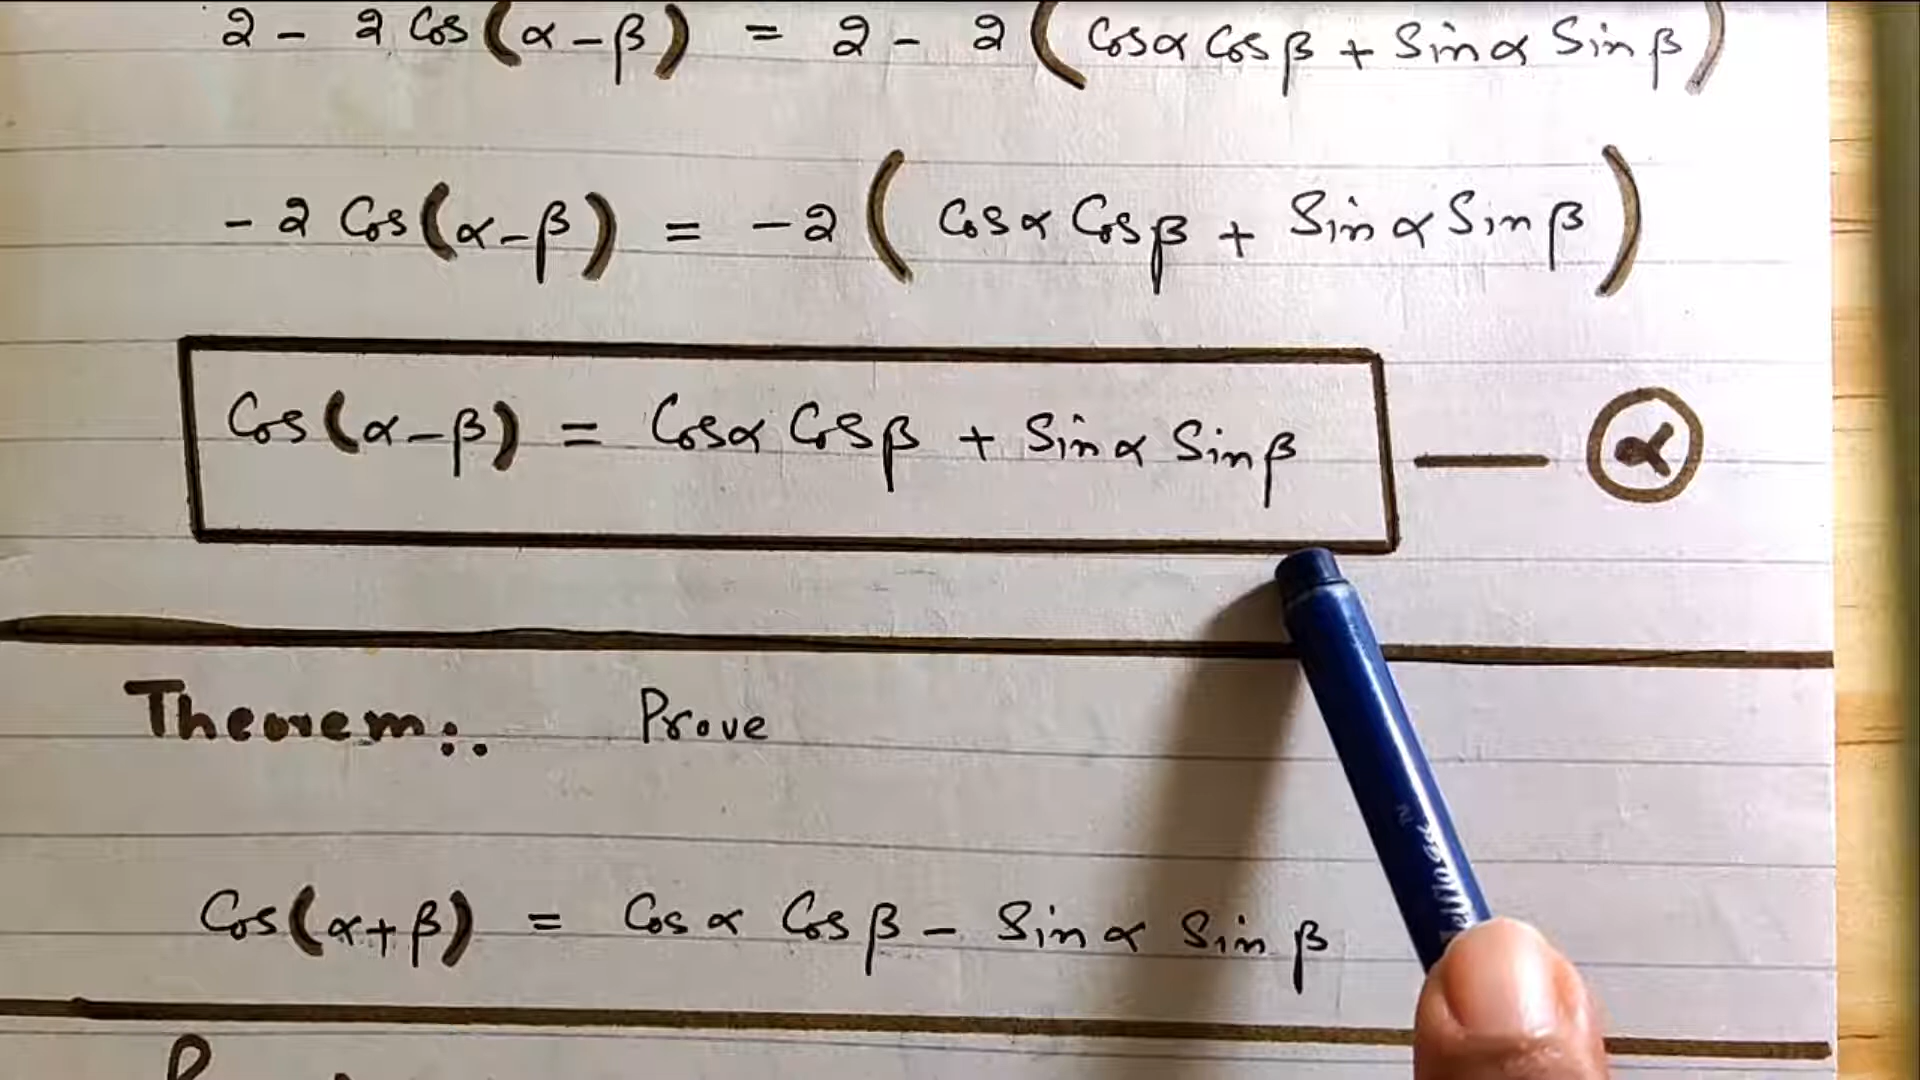 2 - 2 Cos(α-β) = 2 - 2 (Cosα Cosβ + Sinα Sinβ)
-2 Cos(α-β) = -2 (Cosα Cosβ + Sinα Sinβ)
Cos(α-β) = Cosα Cosβ + Sinα Sinβ — α
Theorem:. Prove
Cos(α+β) = Cosα Cosβ - Sinα Sinβ